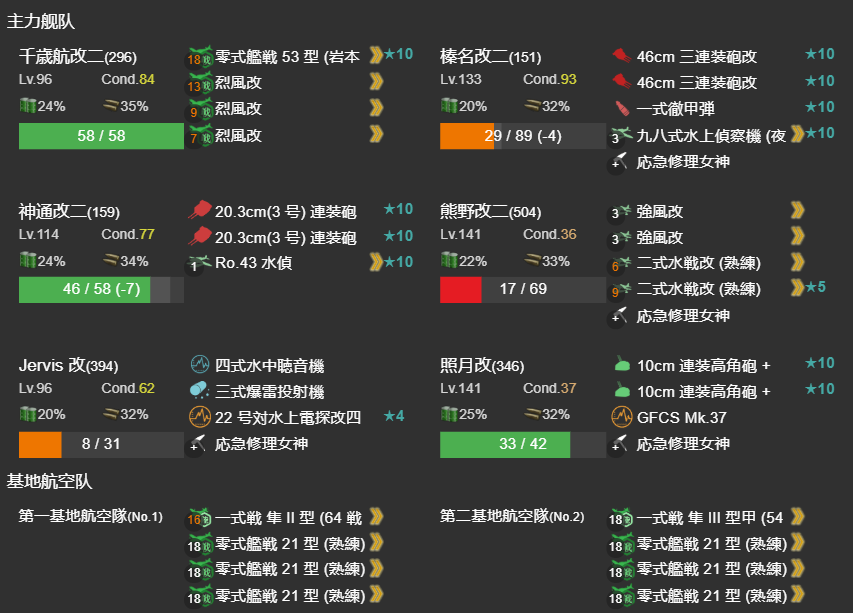 主力舰队
千歳航改二(296)
Lv.96 Cond.84
24% 35%
58 / 58
18 零式艦戦 53 型 (岩本 ★+10
13 烈風改
9 烈風改
7 烈風改
榛名改二(151)
Lv.133 Cond.93
20% 32%
29 / 89 (-4)
46cm 三連装砲改 ★+10
46cm 三連装砲改 ★+10
一式徹甲弾 ★+10
3 九八式水上偵察機 (夜 ★+10
+ 応急修理女神
神通改二(159)
Lv.114 Cond.77
24% 34%
46 / 58 (-7)
20.3cm(3 号) 連装砲 ★+10
20.3cm(3 号) 連装砲 ★+10
1 Ro.43 水偵 ★+10
熊野改二(504)
Lv.141 Cond.36
22% 33%
17 / 69
3 強風改
3 強風改
6 二式水戦改 (熟練)
9 二式水戦改 (熟練) ★+5
+ 応急修理女神
Jervis 改(394)
Lv.96 Cond.62
20% 32%
8 / 31
四式水中聴音機
三式爆雷投射機
22 号対水上電探改四 ★+4
+ 応急修理女神
照月改(346)
Lv.141 Cond.37
25% 32%
33 / 42
10cm 連装高角砲 + ★+10
10cm 連装高角砲 + ★+10
GFCS Mk.37
+ 応急修理女神
基地航空队
第一基地航空隊(No.1)
16 一式戦 隼 II 型 (64 戦
18 零式艦戦 21 型 (熟練)
18 零式艦戦 21 型 (熟練)
18 零式艦戦 21 型 (熟練)
第二基地航空隊(No.2)
18 一式戦 隼 III 型甲 (54
18 零式艦戦 21 型 (熟練)
18 零式艦戦 21 型 (熟練)
18 零式艦戦 21 型 (熟練)